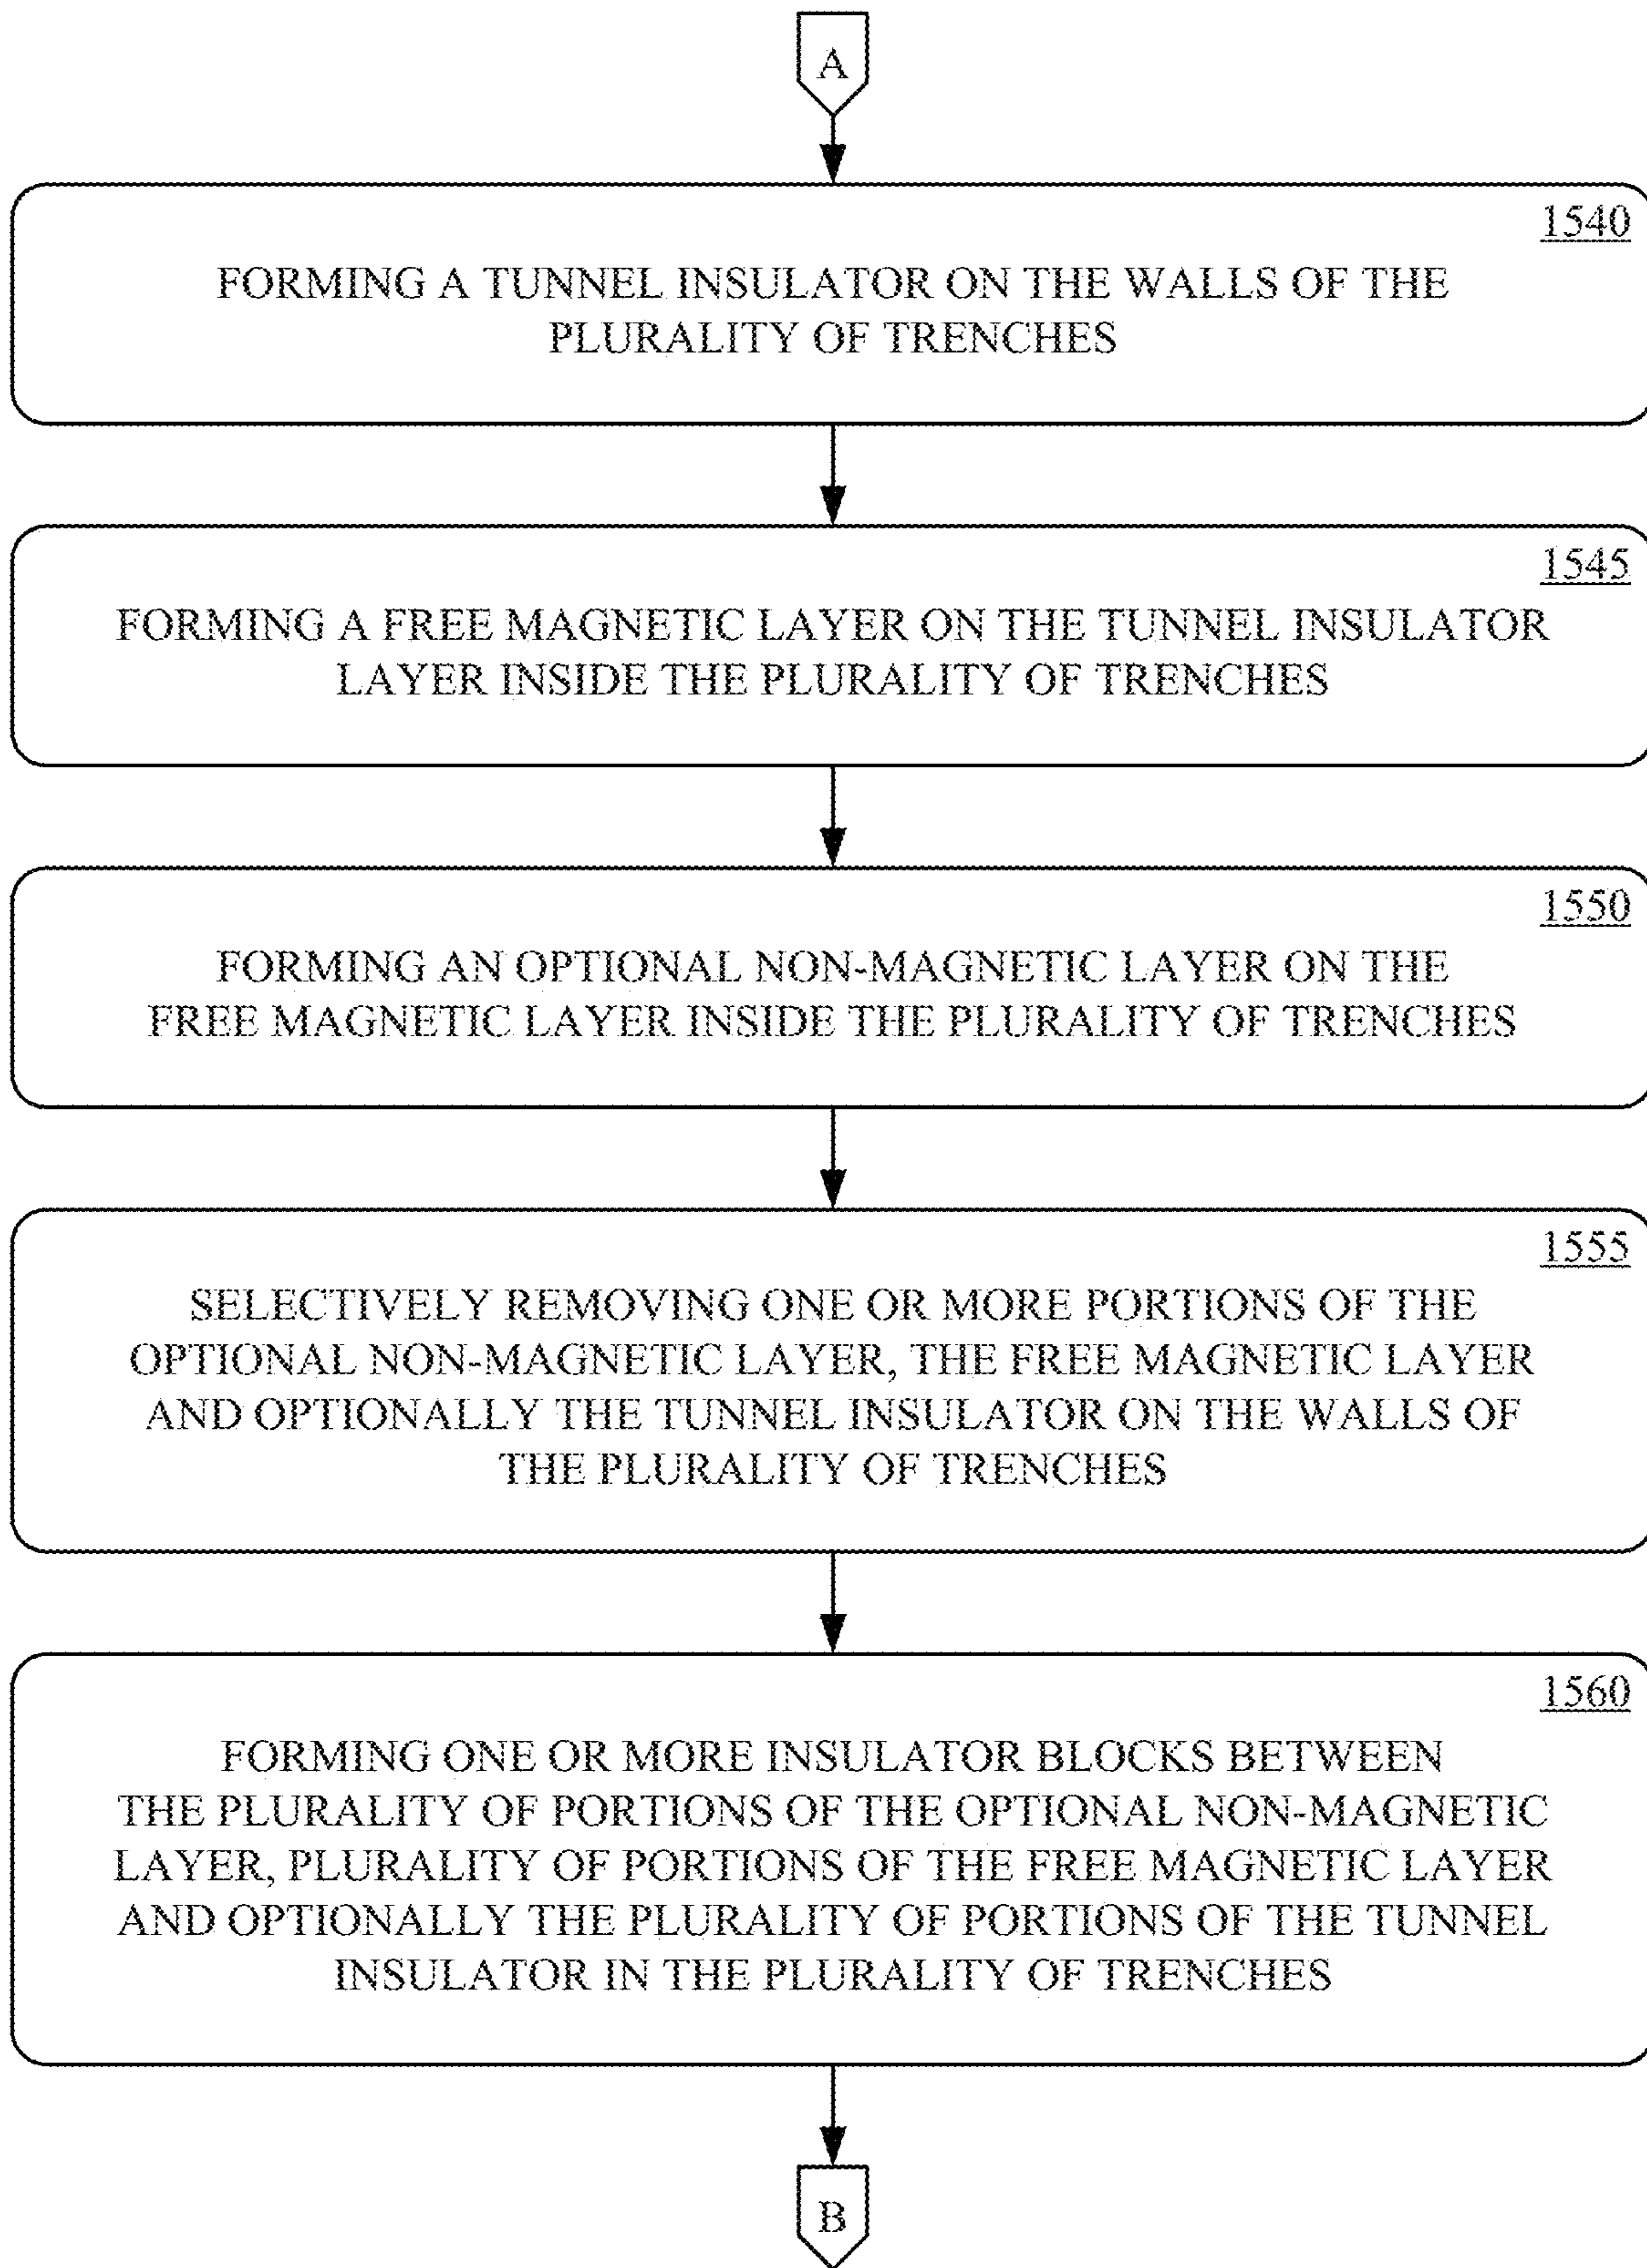 A
1540
FORMING A TUNNEL INSULATOR ON THE WALLS OF THE
PLURALITY OF TRENCHES
1545
FORMING A FREE MAGNETIC LAYER ON THE TUNNEL INSULATOR
LAYER INSIDE THE PLURALITY OF TRENCHES
1550
FORMING AN OPTIONAL NON-MAGNETIC LAYER ON THE
FREE MAGNETIC LAYER INSIDE THE PLURALITY OF TRENCHES
1555
SELECTIVELY REMOVING ONE OR MORE PORTIONS OF THE
OPTIONAL NON-MAGNETIC LAYER, THE FREE MAGNETIC LAYER
AND OPTIONALLY THE TUNNEL INSULATOR ON THE WALLS OF
THE PLURALITY OF TRENCHES
1560
FORMING ONE OR MORE INSULATOR BLOCKS BETWEEN
THE PLURALITY OF PORTIONS OF THE OPTIONAL NON-MAGNETIC
LAYER, PLURALITY OF PORTIONS OF THE FREE MAGNETIC LAYER
AND OPTIONALLY THE PLURALITY OF PORTIONS OF THE TUNNEL
INSULATOR IN THE PLURALITY OF TRENCHES
B